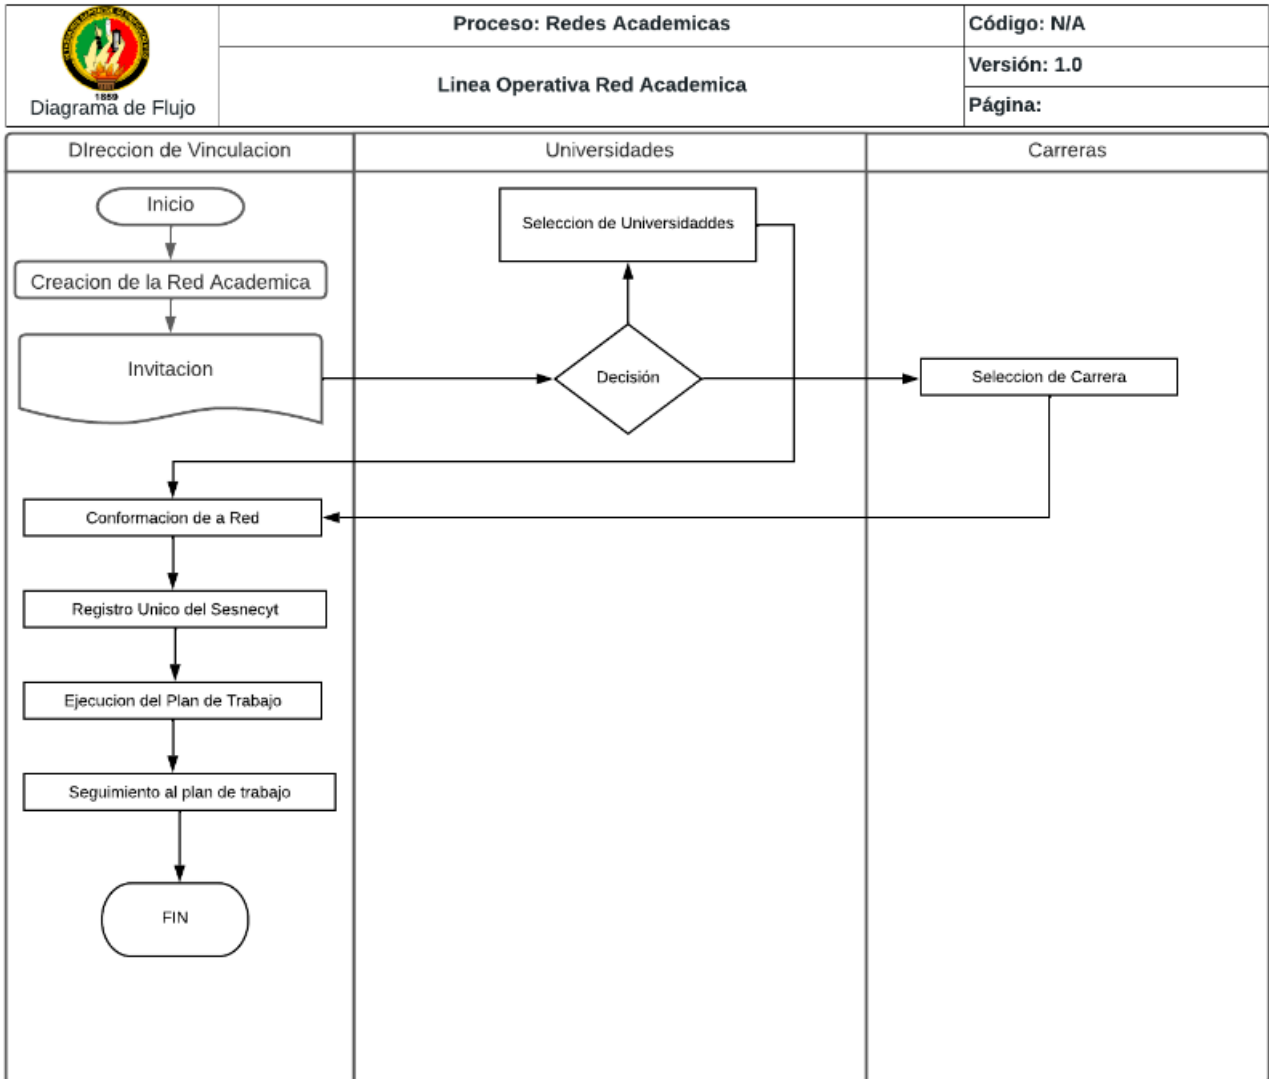 Proceso: Redes Academicas
Código: N/A
Linea Operativa Red Academica
Versión: 1.0
Página:
1859
Diagrama de Flujo
DIreccion de Vinculacion
Universidades
Carreras
Inicio
Seleccion de Universidaddes
Creacion de la Red Academica
Invitacion
Decisión
Seleccion de Carrera
Conformacion de a Red
Registro Unico del Sesnecyt
Ejecucion del Plan de Trabajo
Seguimiento al plan de trabajo
FIN